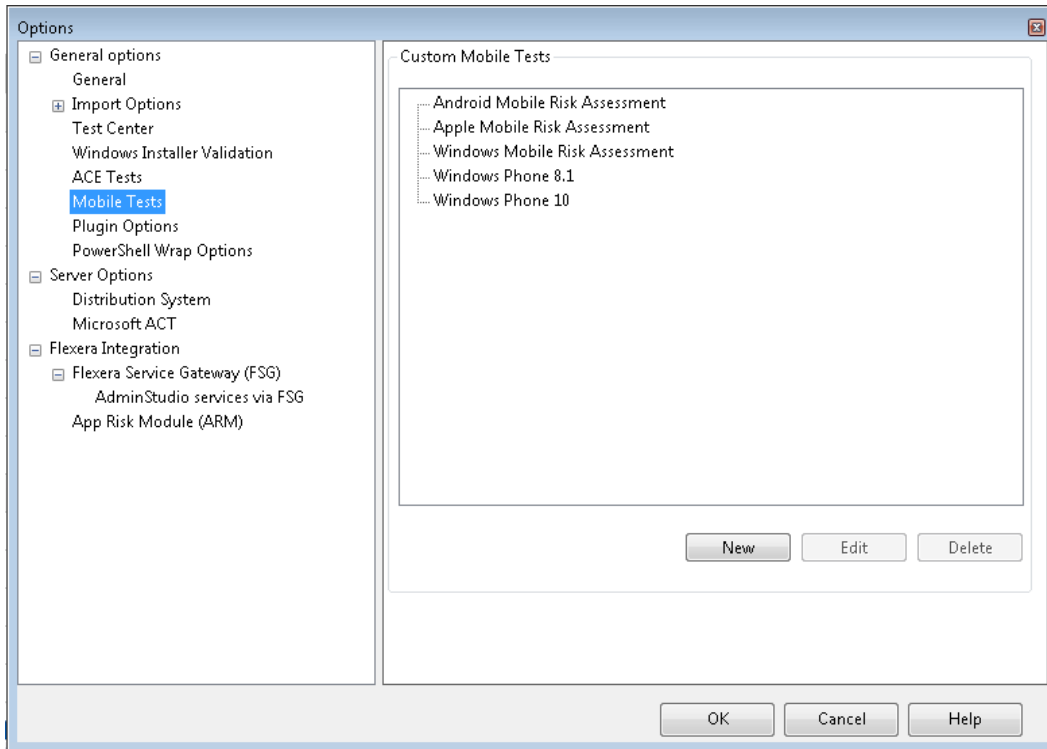 Options
General options
General
Import Options
Test Center
Windows Installer Validation
ACE Tests
Mobile Tests
Plugin Options
PowerShell Wrap Options
Server Options
Distribution System
Microsoft ACT
Flexera Integration
Flexera Service Gateway (FSG)
AdminStudio services via FSG
App Risk Module (ARM)
Custom Mobile Tests
Android Mobile Risk Assessment
Apple Mobile Risk Assessment
Windows Mobile Risk Assessment
Windows Phone 8.1
Windows Phone 10
New Edit Delete
OK Cancel Help